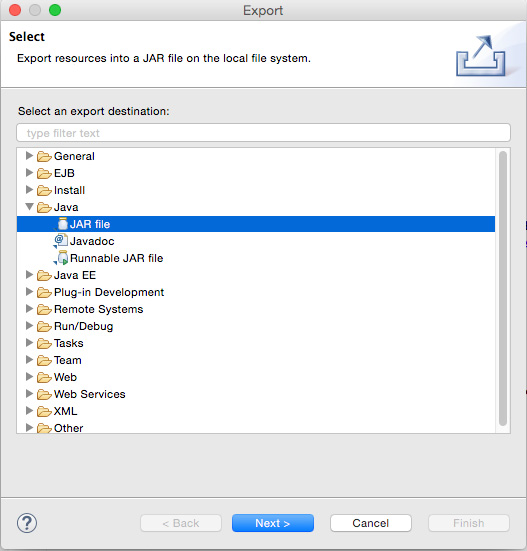 Export
Select
Export resources into a JAR file on the local file system.
Select an export destination:
type filter text
General
EJB
Install
Java
JAR file
Javadoc
Runnable JAR file
Java EE
Plug-in Development
Remote Systems
Run/Debug
Tasks
Team
Web
Web Services
XML
Other
? < Back Next > Cancel Finish